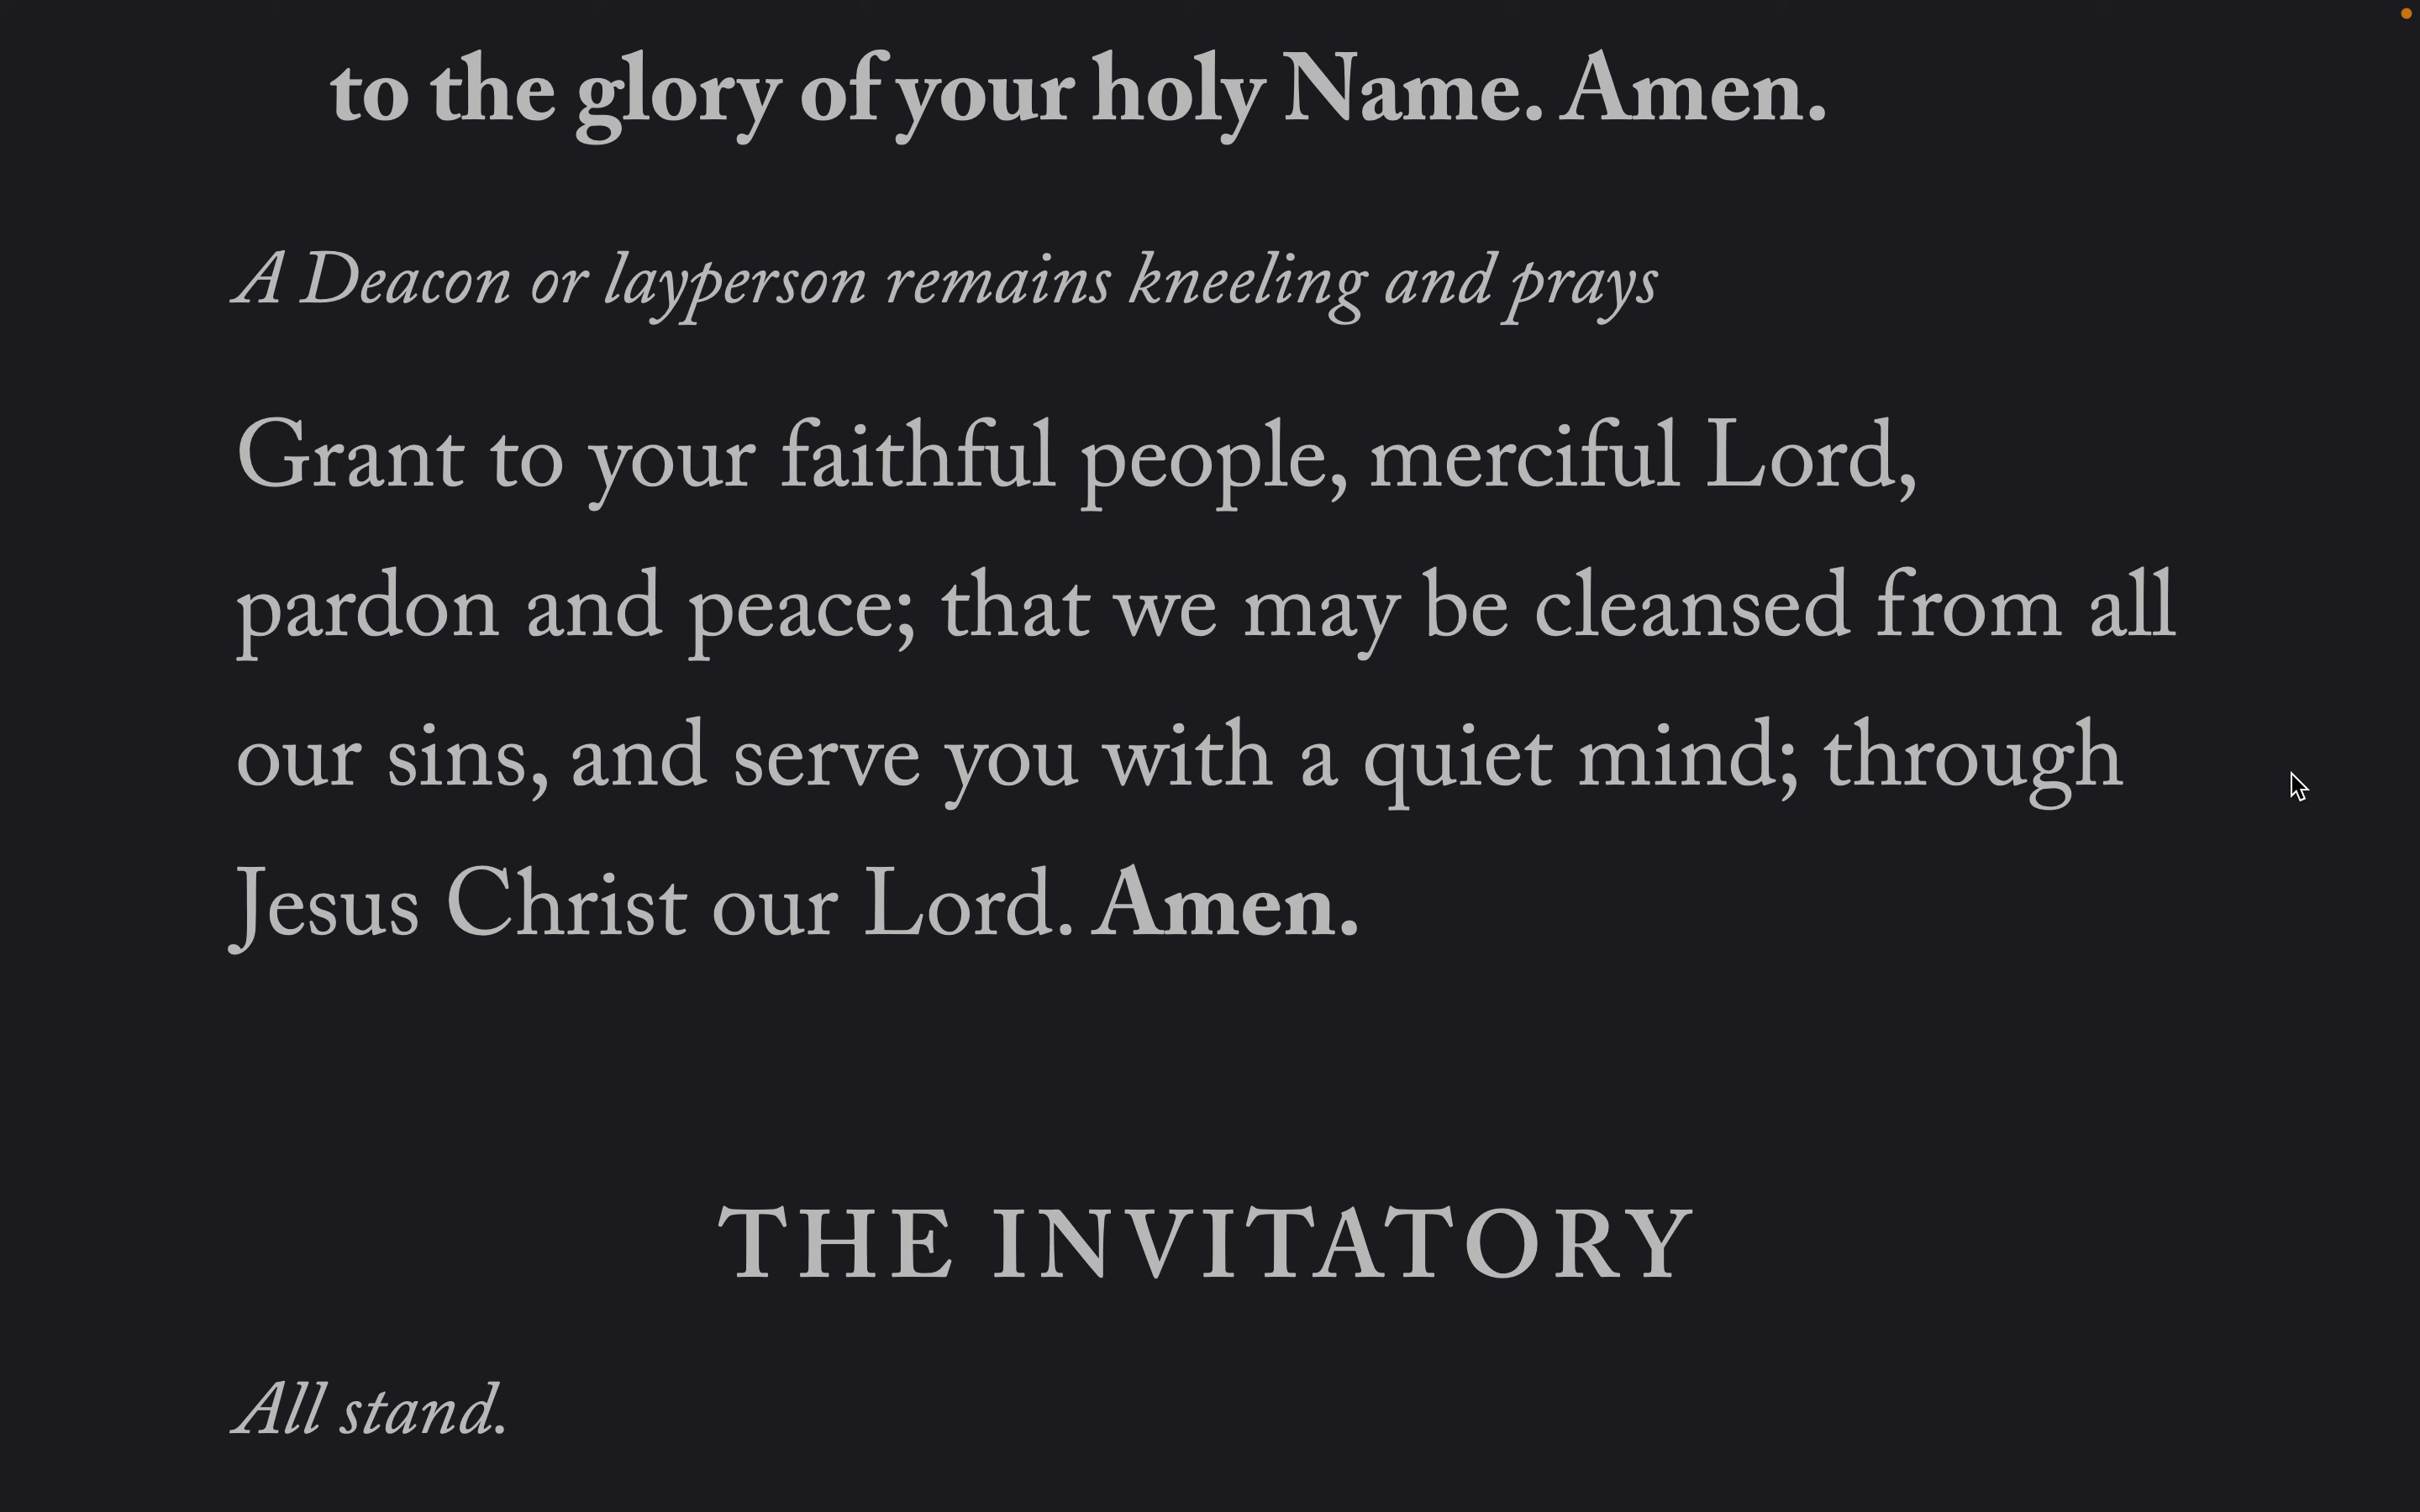 to the glory of your holy Name. Amen.
A Deacon or layperson remains kneeling and prays
Grant to your faithful people, merciful Lord,
pardon and peace; that we may be cleansed from all
our sins, and serve you with a quiet mind; through
Jesus Christ our Lord. Amen.
THE INVITATORY
All stand.